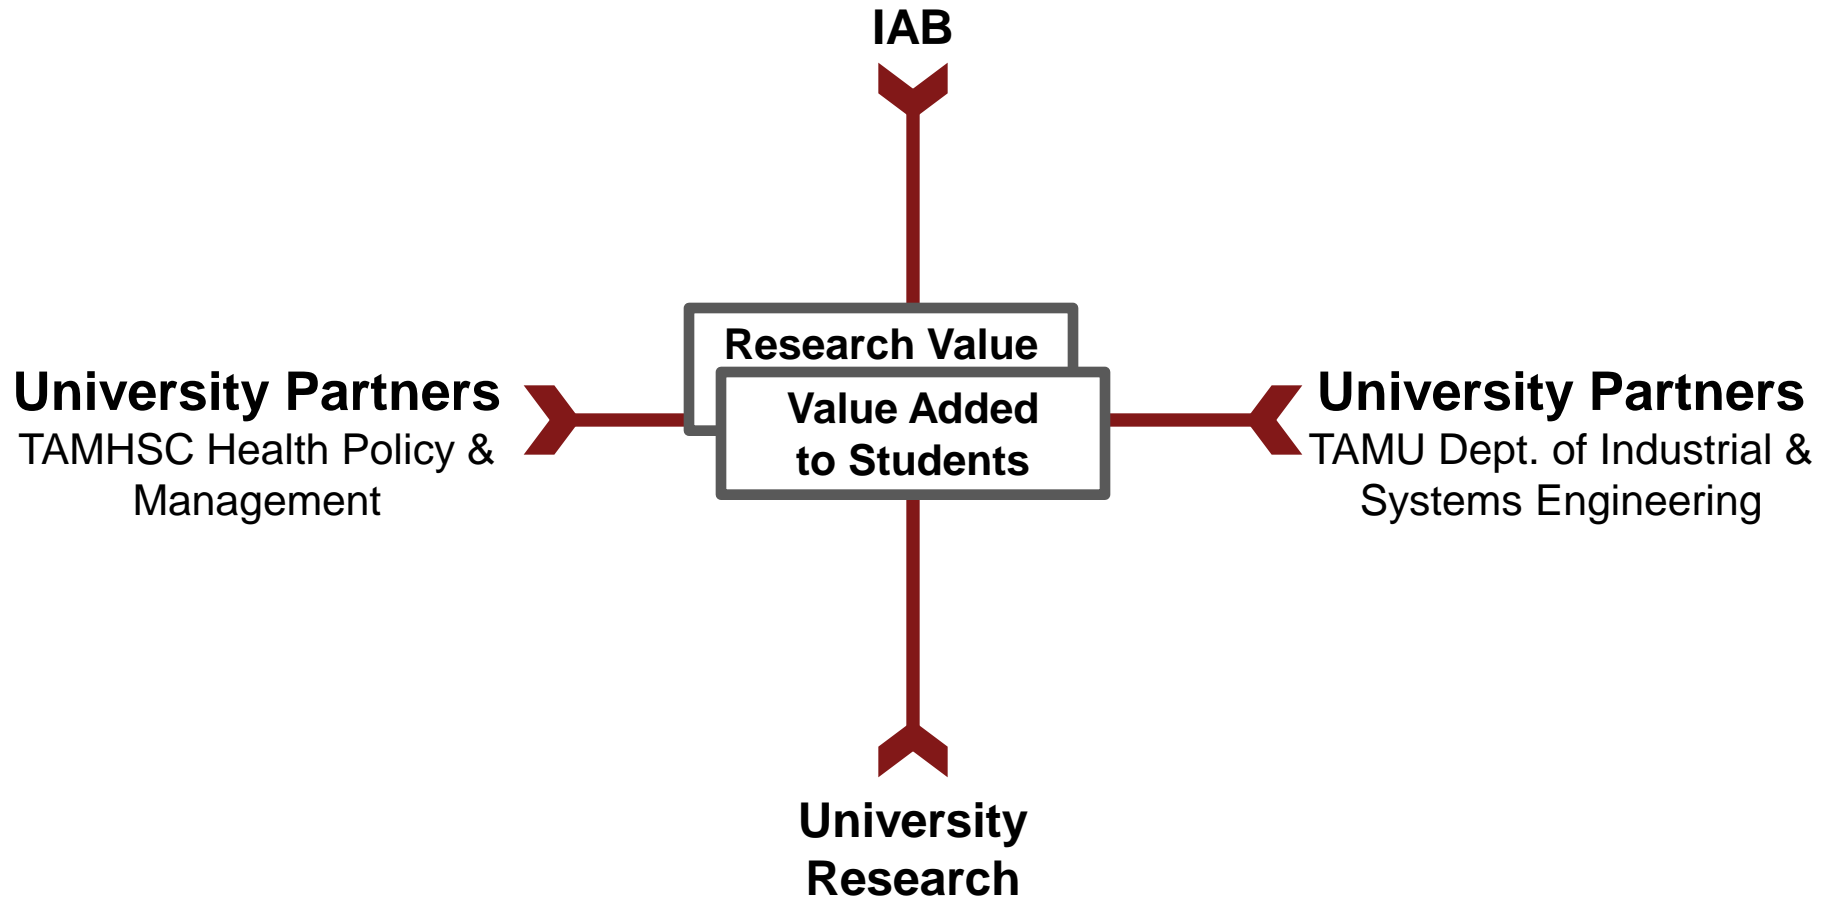 IAB
Research Value
Value Added
to Students
University Partners
TAMHSC Health Policy &
Management
University Partners
TAMU Dept. of Industrial &
Systems Engineering
University
Research